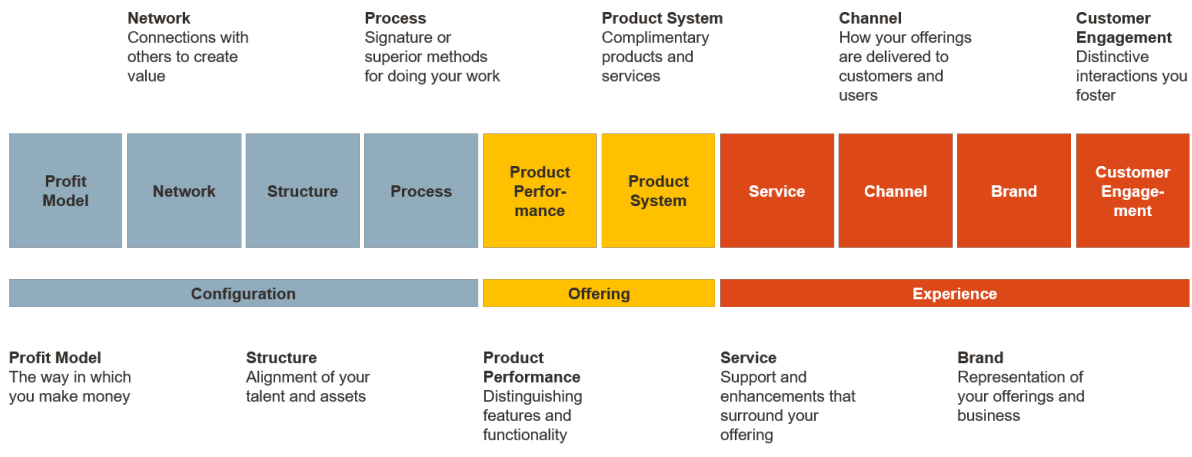 Network
Connections with
others to create
value
Process
Signature or
superior methods
for doing your work
Product System
Complimentary
products and
services
Channel
How your offerings
are delivered to
customers and
users
Customer
Engagement
Distinctive
interactions you
foster
Profit
Model
Network
Structure
Process
Product
Perfor-
mance
Product
System
Service
Channel
Brand
Customer
Engage-
ment
Configuration
Offering
Experience
Profit Model
The way in which
you make money
Structure
Alignment of your
talent and assets
Product
Performance
Distinguishing
features and
functionality
Service
Support and
enhancements that
surround your
offering
Brand
Representation of
your offerings and
business